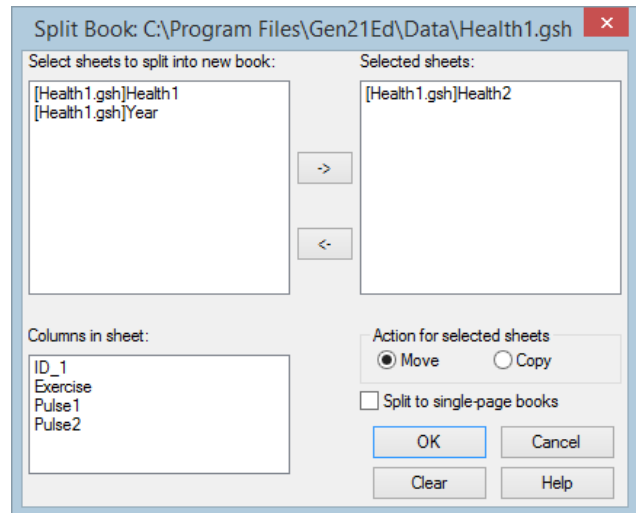 Split Book: C:\Program Files\Gen21Ed\Data\Health1.gsh
Select sheets to split into new book:
[Health1.gsh]Health1
[Health1.gsh]Year
->
<-
Selected sheets:
[Health1.gsh]Health2
Columns in sheet:
ID_1
Exercise
Pulse1
Pulse2
Action for selected sheets
Move
Copy
Split to single-page books
OK
Cancel
Clear
Help